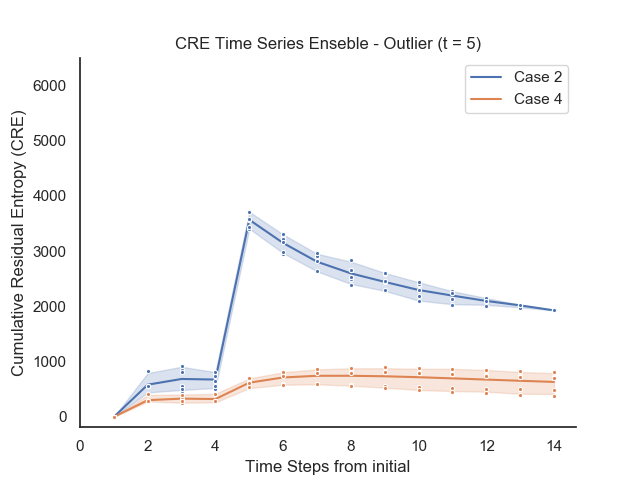 CRE Time Series Enseble - Outlier (t = 5)
Case 2
Case 4
Cumulative Residual Entropy (CRE)
6000
5000
4000
3000
2000
1000
0
0 2 4 6 8 10 12 14
Time Steps from initial